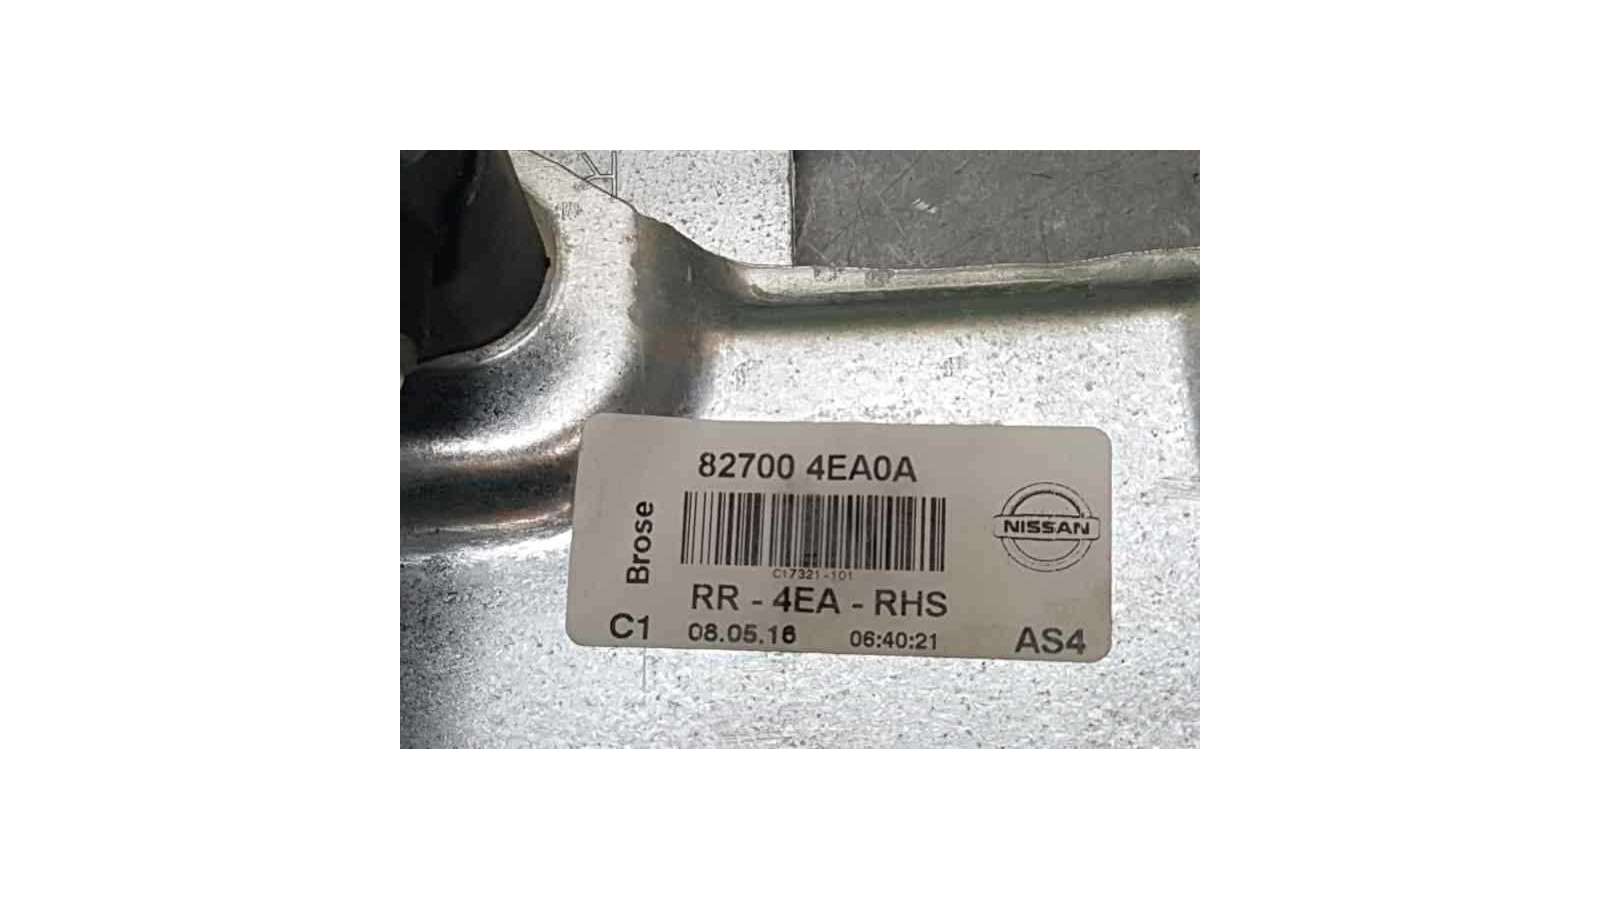 82700 4EA0A
Brose
NISSAN
C17321-101
RR - 4EA - RHS
C1 08.05.16 06:40:21 AS4